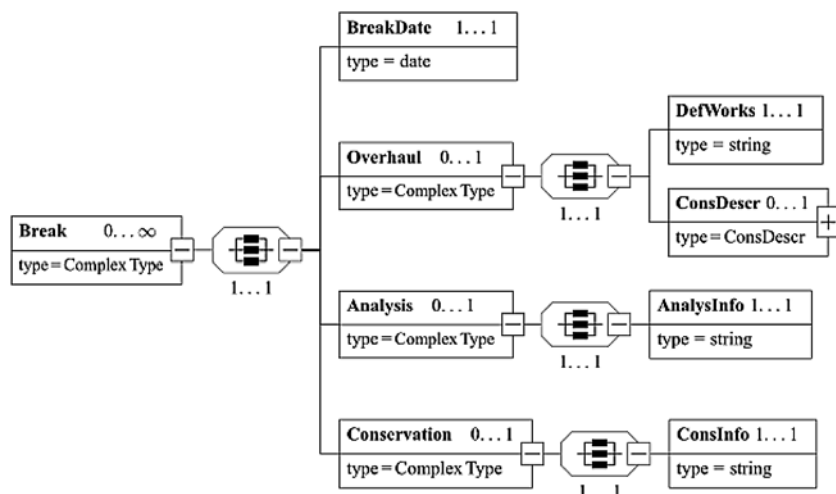 BreakDate 1...1
type = date
Overhaul 0...1
type = Complex Type
DefWorks 1...1
type = string
ConsDescr 0...1
type = ConsDescr
Break 0...∞
type = Complex Type
1...1
1...1
Analysis 0...1
type = Complex Type
1...1
AnalysInfo 1...1
type = string
Conservation 0...1
type = Complex Type
1...1
ConsInfo 1...1
type = string